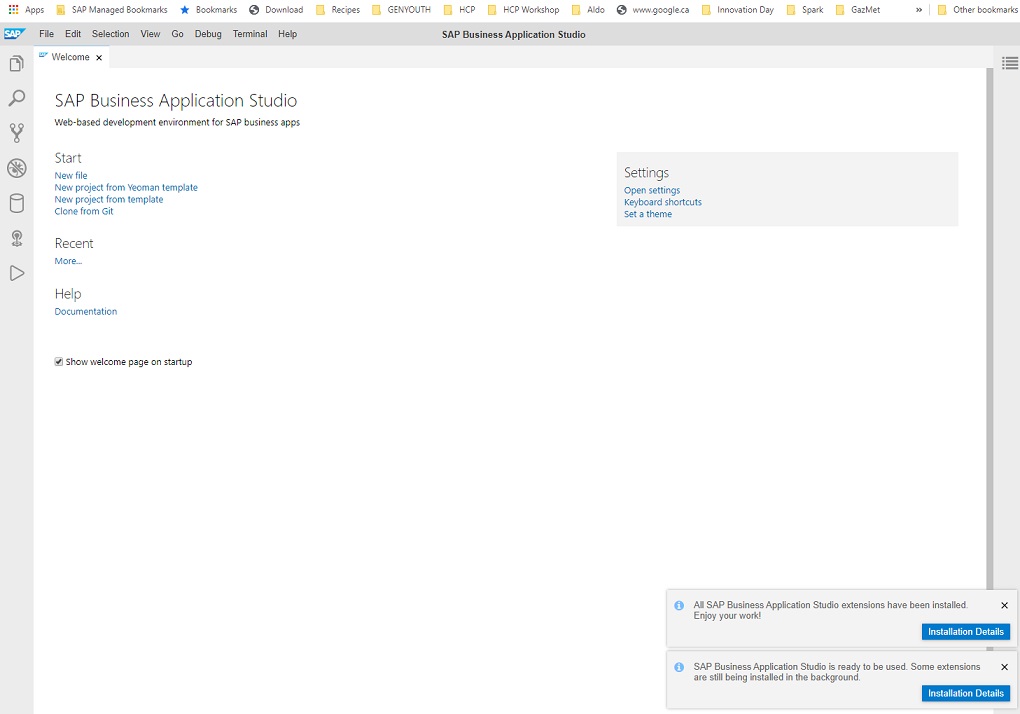 Apps SAP Managed Bookmarks Bookmarks Download Recipes GENYOUTH HCP HCP Workshop Aldo www.google.ca Innovation Day Spark GazMet » Other bookmarks
SAP File Edit Selection View Go Debug Terminal Help SAP Business Application Studio
Welcome
SAP Business Application Studio
Web-based development environment for SAP business apps
Start
New file
New project from Yeoman template
New project from template
Clone from Git
Recent
More...
Help
Documentation
Show welcome page on startup
Settings
Open settings
Keyboard shortcuts
Set a theme
All SAP Business Application Studio extensions have been installed.
Enjoy your work!
Installation Details
SAP Business Application Studio is ready to be used. Some extensions
are still being installed in the background.
Installation Details